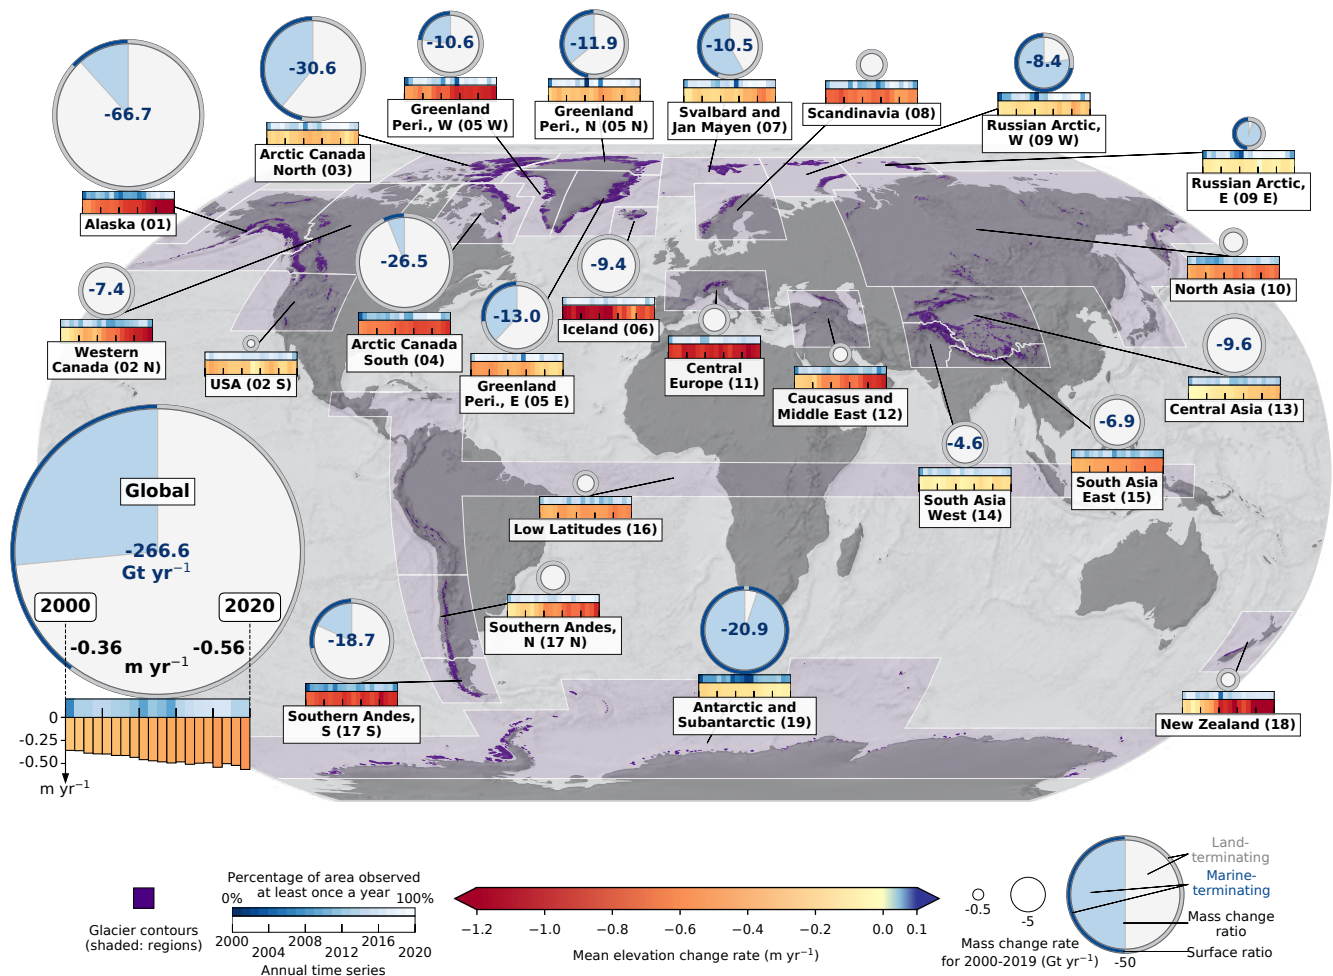 -66.7
Alaska (01)
-30.6
Arctic Canada
North (03)
-10.6
Greenland
Peri., W (05 W)
-11.9
Greenland
Peri., N (05 N)
-10.5
Svalbard and
Jan Mayen (07)
Scandinavia (08)
-8.4
Russian Arctic,
W (09 W)
Russian Arctic,
E (09 E)
-7.4
Western
Canada (02 N)
USA (02 S)
-26.5
Arctic Canada
South (04)
-13.0
Greenland
Peri., E (05 E)
-9.4
Iceland (06)
Central
Europe (11)
Caucasus and
Middle East (12)
North Asia (10)
-9.6
Central Asia (13)
-4.6
South Asia
West (14)
-6.9
South Asia
East (15)
Low Latitudes (16)
Southern Andes,
N (17 N)
-18.7
Southern Andes,
S (17 S)
-20.9
Antarctic and
Subantarctic (19)
New Zealand (18)
Global
-266.6
Gt yr−1
2000
2020
-0.36
-0.56
m yr−1
0
-0.25
-0.50
m yr−1
Glacier contours
(shaded: regions)
Percentage of area observed
at least once a year
0%
100%
2000
2004
2008
2012
2016
2020
Annual time series
−1.2
−1.0
−0.8
−0.6
−0.4
−0.2
0.0
0.1
Mean elevation change rate (m yr−1)
-0.5
-5
-50
Mass change rate
for 2000-2019 (Gt yr−1)
Land-
terminating
Marine-
terminating
Mass change
ratio
Surface ratio